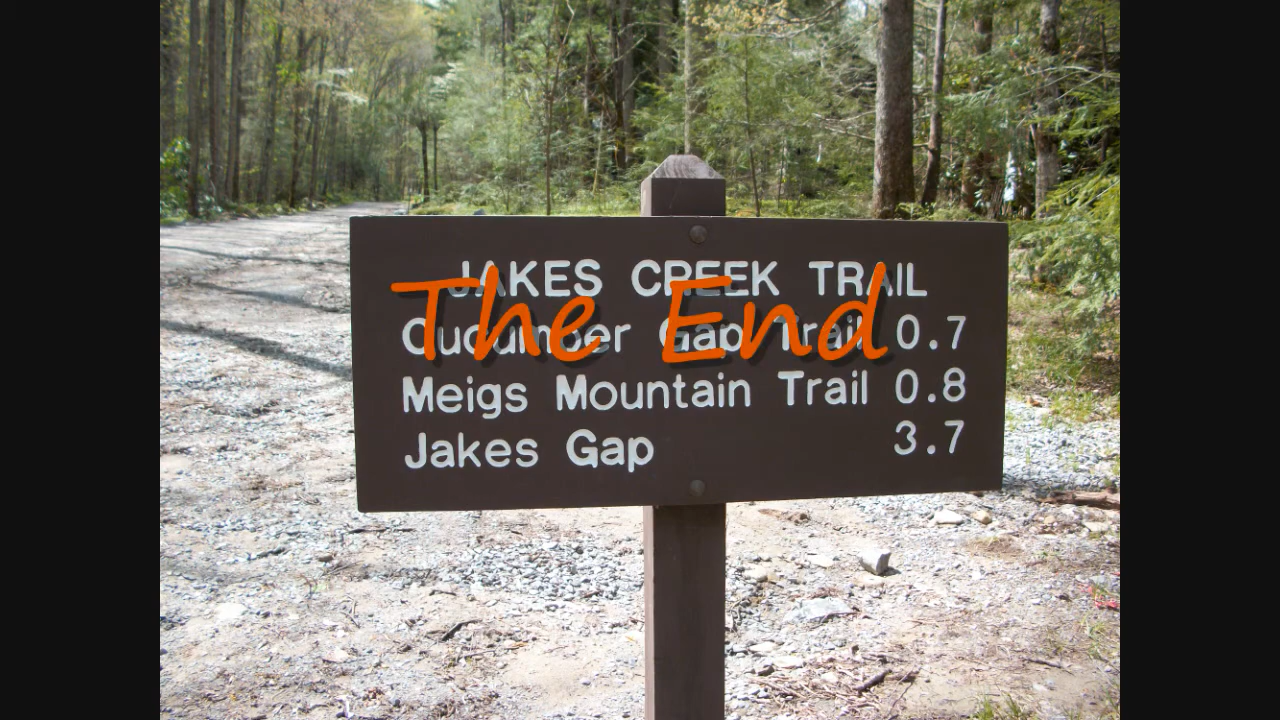 JAKES CREEK TRAIL
The End
Cucumber Gap Trail 0.7
Meigs Mountain Trail 0.8
Jakes Gap 3.7